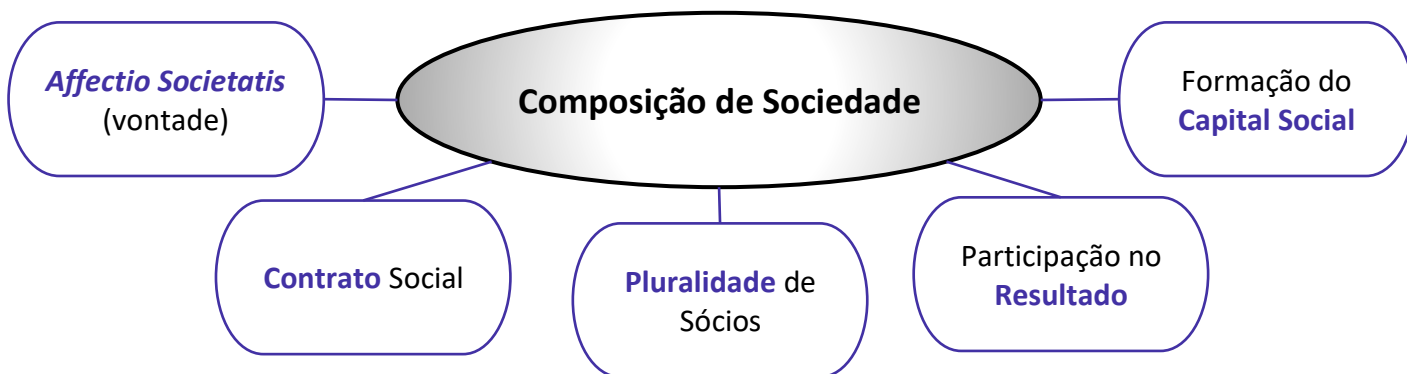 Composição de Sociedade
Affectio Societatis
(vontade)
Contrato Social
Pluralidade de
Sócios
Participação no
Resultado
Formação do
Capital Social